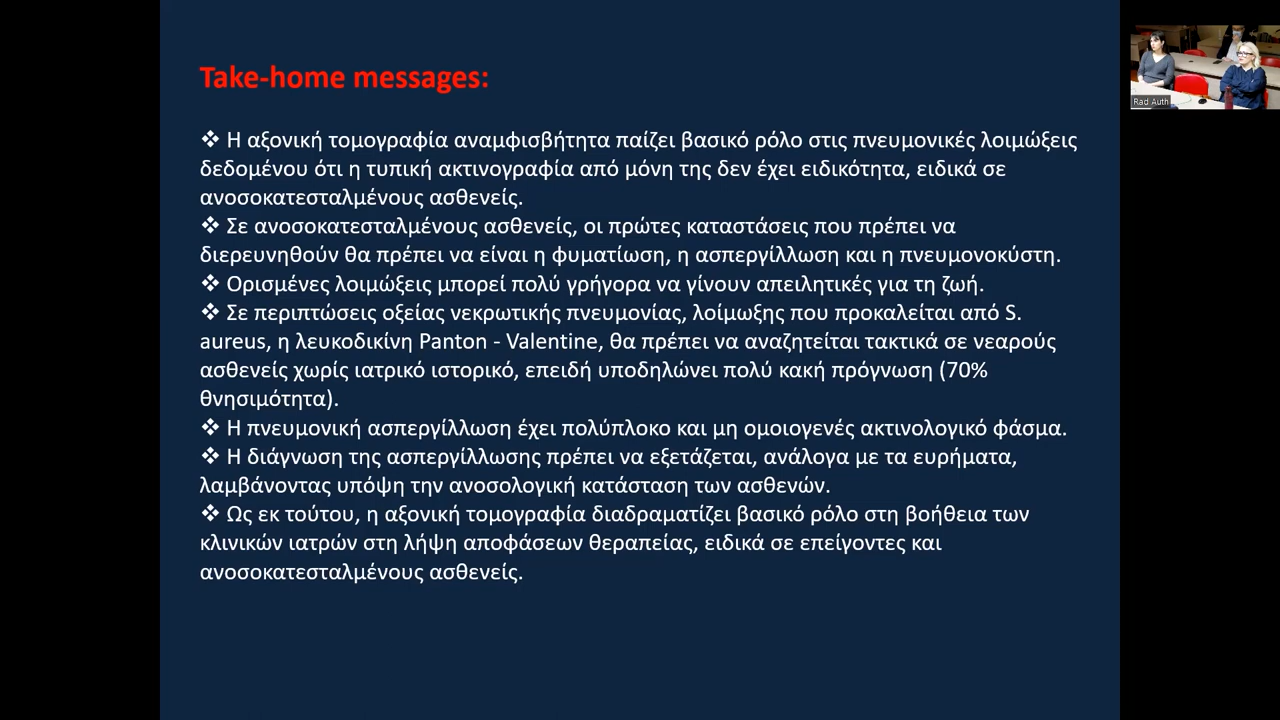 Take-home messages:
❖ Η αξονική τομογραφία αναμφισβήτητα παίζει βασικό ρόλο στις πνευμονικές λοιμώξεις
δεδομένου ότι η τυπική ακτινογραφία από μόνη της δεν έχει ειδικότητα, ειδικά σε
ανοσοκατεσταλμένους ασθενείς.
❖ Σε ανοσοκατεσταλμένους ασθενείς, οι πρώτες καταστάσεις που πρέπει να
διερευνηθούν θα πρέπει να είναι η φυματίωση, η ασπεργίλλωση και η πνευμονοκύστη.
❖ Ορισμένες λοιμώξεις μπορεί πολύ γρήγορα να γίνουν απειλητικές για τη ζωή.
❖ Σε περιπτώσεις οξείας νεκρωτικής πνευμονίας, λοίμωξης που προκαλείται από S.
aureus, η λευκοδικίνη Panton - Valentine, θα πρέπει να αναζητείται τακτικά σε νεαρούς
ασθενείς χωρίς ιατρικό ιστορικό, επειδή υποδηλώνει πολύ κακή πρόγνωση (70%
θνησιμότητα).
❖ Η πνευμονική ασπεργίλλωση έχει πολύπλοκο και μη ομοιογενές ακτινολογικό φάσμα.
❖ Η διάγνωση της ασπεργίλλωσης πρέπει να εξετάζεται, ανάλογα με τα ευρήματα,
λαμβάνοντας υπόψη την ανοσολογική κατάσταση των ασθενών.
❖ Ως εκ τούτου, η αξονική τομογραφία διαδραματίζει βασικό ρόλο στη βοήθεια των
κλινικών ιατρών στη λήψη αποφάσεων θεραπείας, ειδικά σε επείγοντες και
ανοσοκατεσταλμένους ασθενείς.
Rad Auth